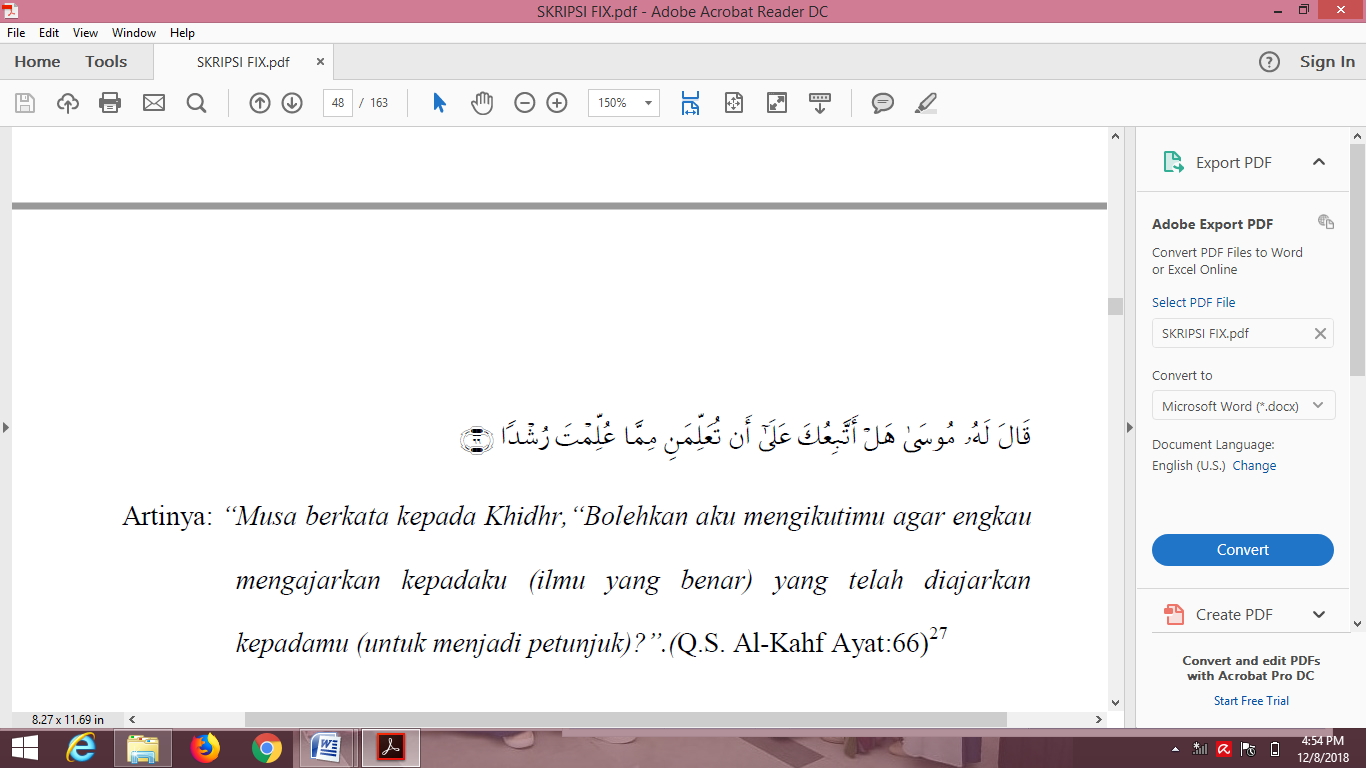 SKRIPSI FIX.pdf - Adobe Acrobat Reader DC
File Edit View Window Help
Home Tools SKRIPSI FIX.pdf × Sign In
48 / 163 150%
Export PDF
Adobe Export PDF
Convert PDF Files to Word
or Excel Online
Select PDF File
SKRIPSI FIX.pdf
Convert to
Microsoft Word (*.docx)
Document Language:
English (U.S.) Change
Convert
Create PDF
Convert and edit PDFs
with Acrobat Pro DC
Start Free Trial
قَالَ لَهُۥ مُوسَىٰ هَلْ أَتَّبِعُكَ عَلَىٰٓ أَن تُعَلِّمَنِ مِمَّا عُلِّمْتَ رُشْدًا ٦٦
Artinya: “Musa berkata kepada Khidhr,“Bolehkan aku mengikutimu agar engkau
mengajarkan kepadaku (ilmu yang benar) yang telah diajarkan
kepadamu (untuk menjadi petunjuk)?”.(Q.S. Al-Kahf Ayat:66)27
8.27 x 11.69 in
4:54 PM
12/8/2018